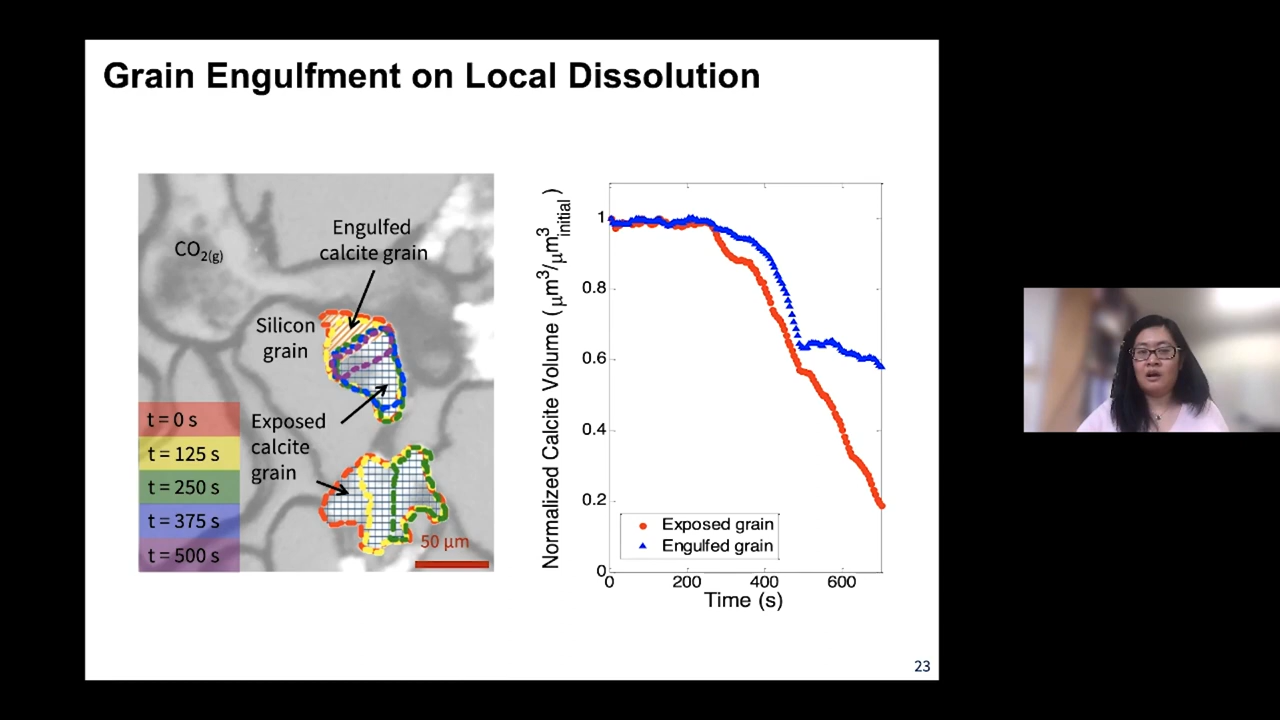 Grain Engulfment on Local Dissolution
Engulfed
calcite grain
CO2(g)
Silicon
grain
Exposed
calcite
grain
t = 0 s
t = 125 s
t = 250 s
t = 375 s
t = 500 s
50 µm
Normalized Calcite Volume (µm³/µm³initial)
1
0.8
0.6
0.4
0.2
0
Exposed grain
Engulfed grain
0 200 400 600
Time (s)
23